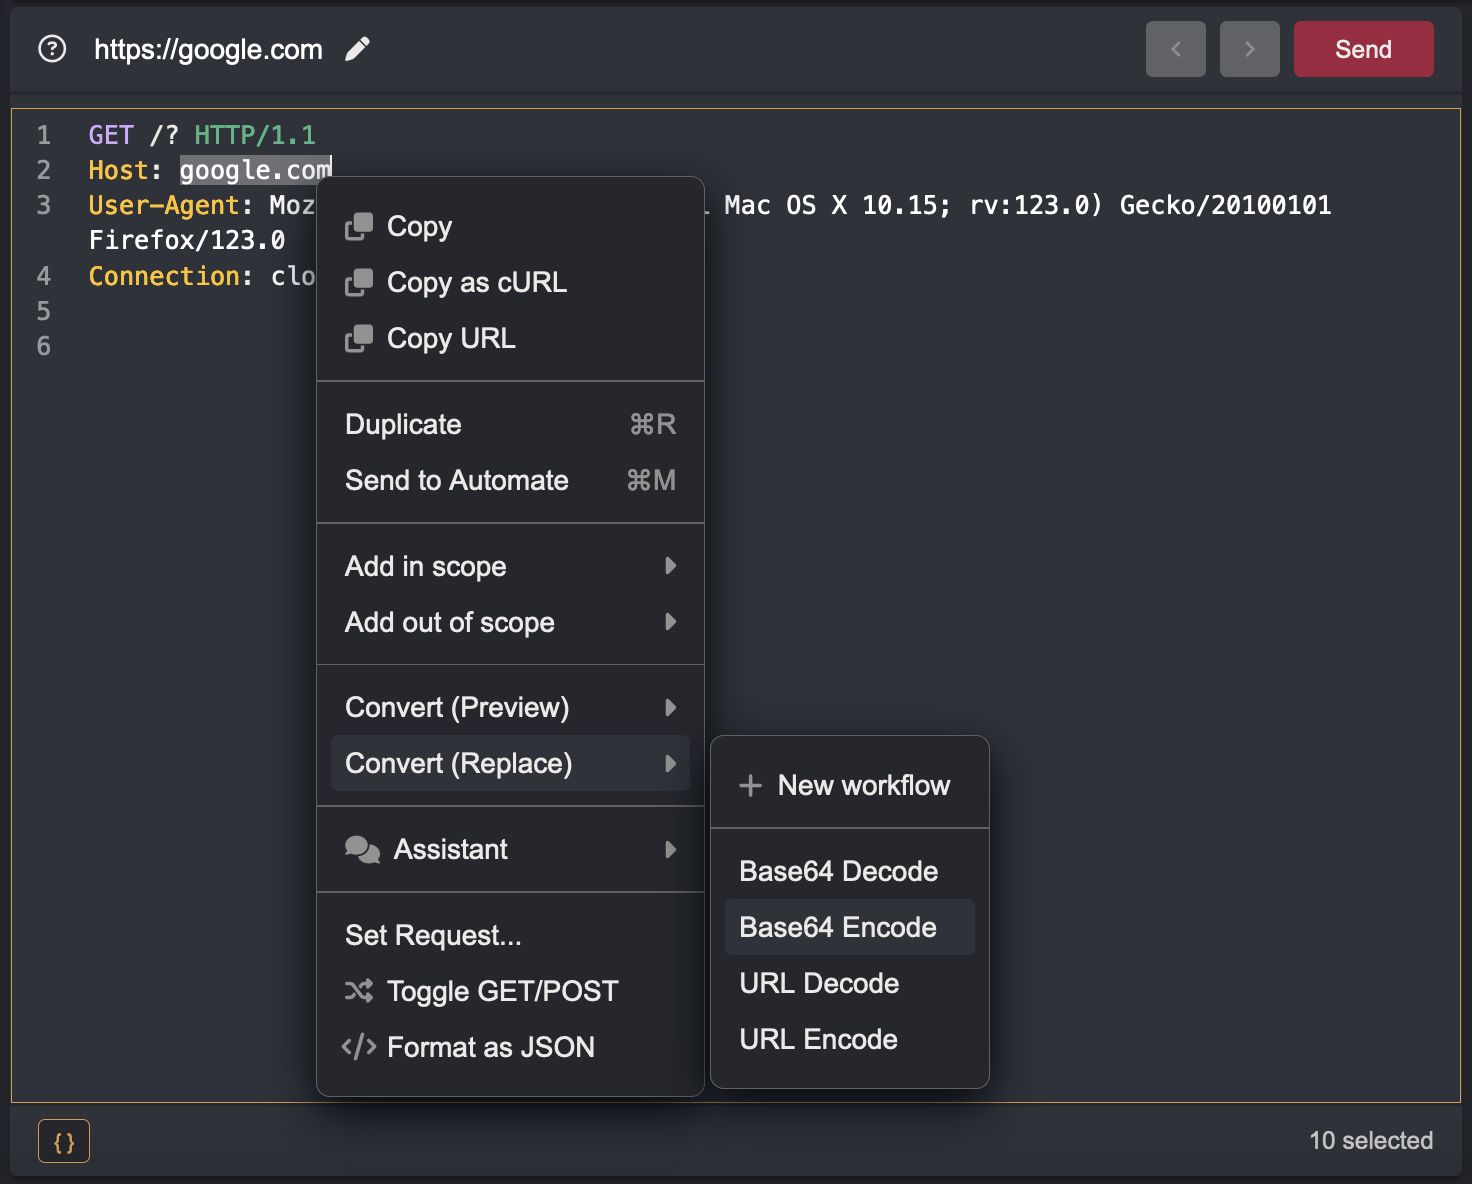 https://google.com
Send
1 GET /? HTTP/1.1
2 Host: google.com
3 User-Agent: Moz Mac OS X 10.15; rv:123.0) Gecko/20100101
Firefox/123.0
4 Connection: clo
5
6
Copy
Copy as cURL
Copy URL
Duplicate ⌘R
Send to Automate ⌘M
Add in scope
Add out of scope
Convert (Preview)
Convert (Replace)
Assistant
Set Request...
Toggle GET/POST
Format as JSON
New workflow
Base64 Decode
Base64 Encode
URL Decode
URL Encode
{}
10 selected